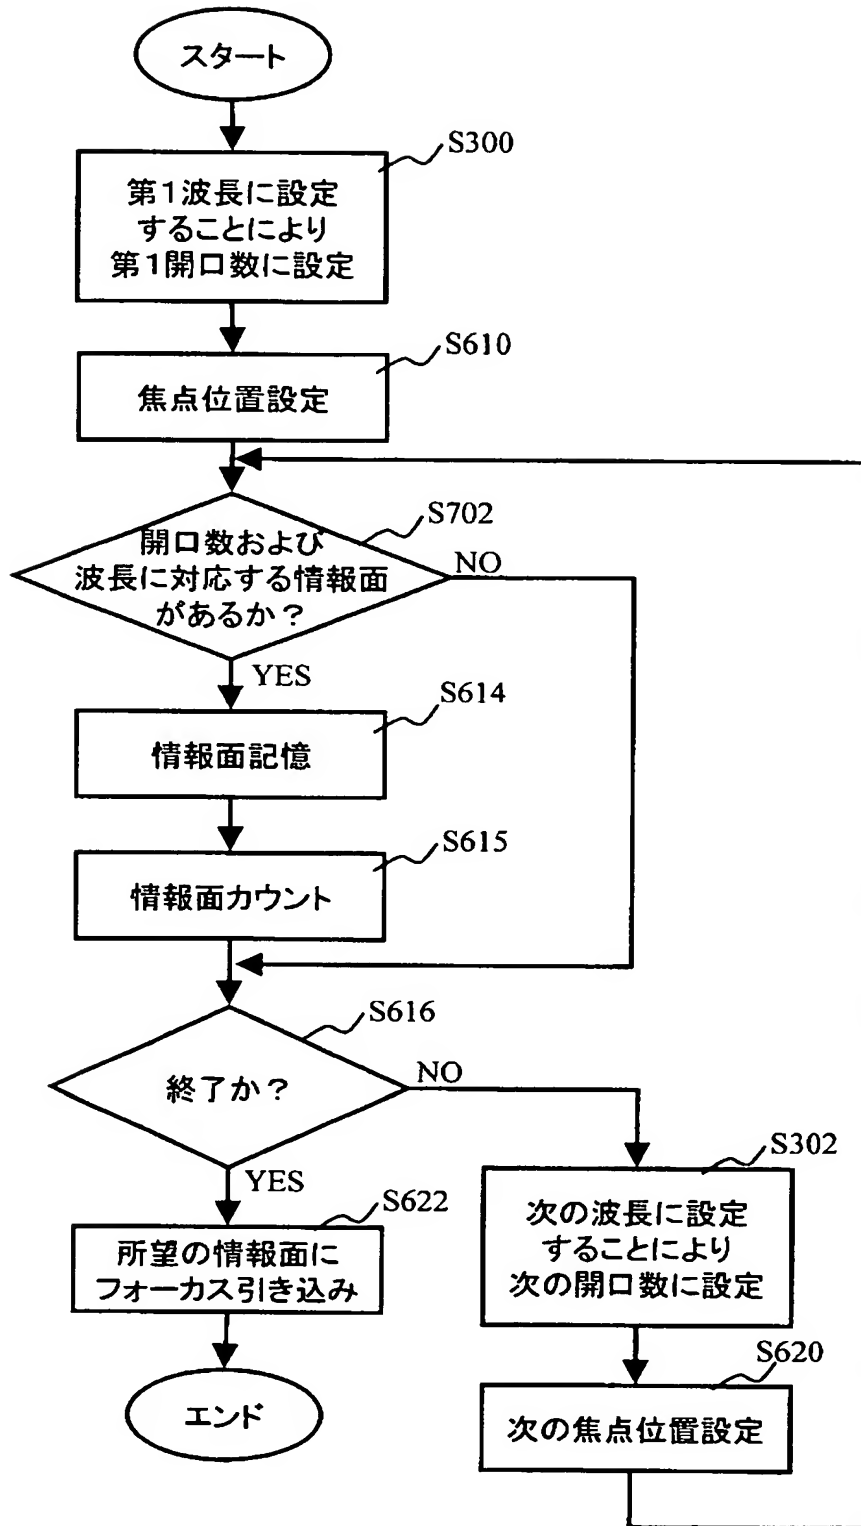 スタート
S300
第1波長に設定
することにより
第1開口数に設定
S610
焦点位置設定
S702
開口数および
波長に対応する情報面
があるか?
NO
YES
S614
情報面記憶
S615
情報面カウント
S616
終了か?
NO
YES
S302
次の波長に設定
することにより
次の開口数に設定
S622
所望の情報面に
フォーカス引き込み
S620
次の焦点位置設定
エンド